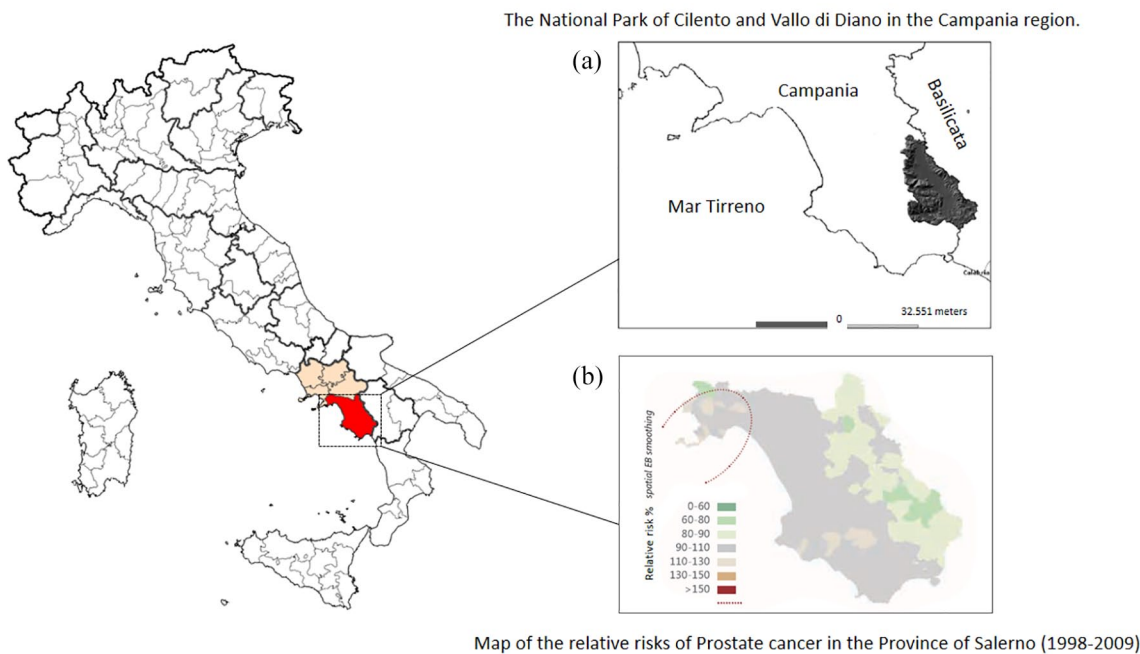 The National Park of Cilento and Vallo di Diano in the Campania region.
(a)
Campania
Basilicata
Mar Tirreno
Calabria
0
32.551 meters
(b)
Relative risk % spatial EB smoothing
0-60
60-80
80-90
90-110
110-130
130-150
>150
Map of the relative risks of Prostate cancer in the Province of Salerno (1998-2009)